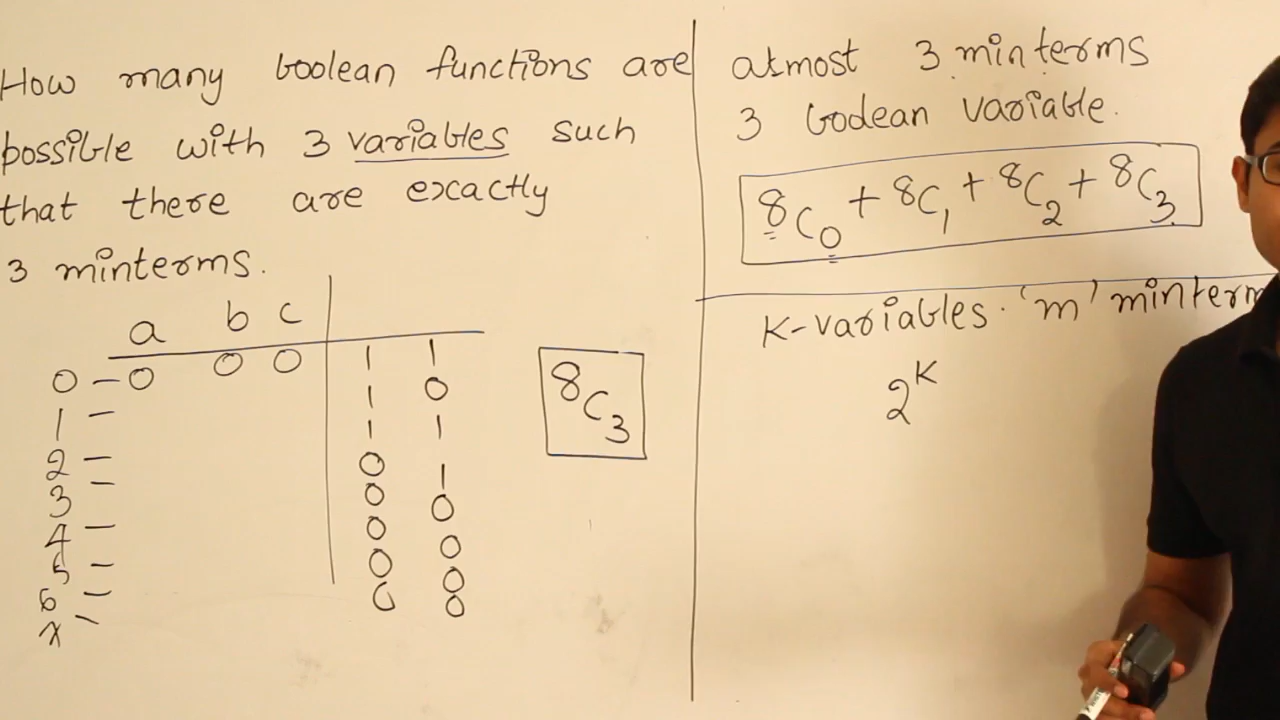 How many boolean functions are
possible with 3 variables such
that there are exactly
3 minterms.
a b c
0 – 0 0 0 1 1
1 – 1 0
2 – 1 1
3 – 0 1
4 – 0 0
5 – 0 0
6 – 0 0
7 – 0 0
8C3
atmost 3 minterms
3 boolean variable.
8C0 + 8C1 + 8C2 + 8C3
K-variables. 'm' minterm
2^K